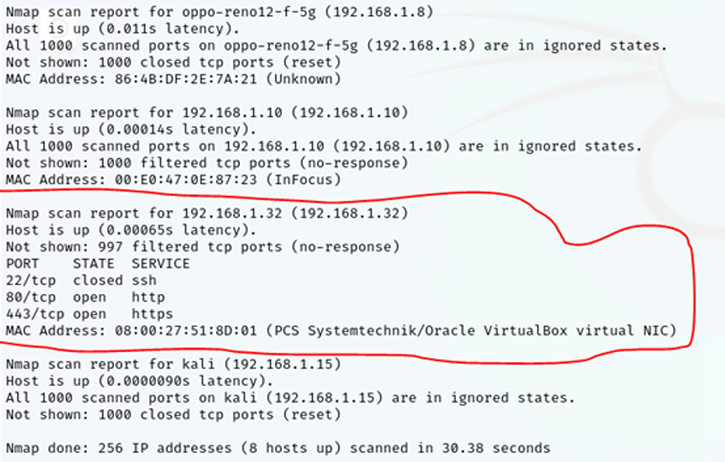 Nmap scan report for oppo-reno12-f-5g (192.168.1.8)
Host is up (0.011s latency).
All 1000 scanned ports on oppo-reno12-f-5g (192.168.1.8) are in ignored states.
Not shown: 1000 closed tcp ports (reset)
MAC Address: 86:4B:DF:2E:7A:21 (Unknown)
Nmap scan report for 192.168.1.10 (192.168.1.10)
Host is up (0.00014s latency).
All 1000 scanned ports on 192.168.1.10 (192.168.1.10) are in ignored states.
Not shown: 1000 filtered tcp ports (no-response)
MAC Address: 00:E0:47:0E:87:23 (InFocus)
Nmap scan report for 192.168.1.32 (192.168.1.32)
Host is up (0.00065s latency).
Not shown: 997 filtered tcp ports (no-response)
PORT    STATE  SERVICE
22/tcp  closed ssh
80/tcp  open   http
443/tcp open   https
MAC Address: 08:00:27:51:8D:01 (PCS Systemtechnik/Oracle VirtualBox virtual NIC)
Nmap scan report for kali (192.168.1.15)
Host is up (0.0000090s latency).
All 1000 scanned ports on kali (192.168.1.15) are in ignored states.
Not shown: 1000 closed tcp ports (reset)
Nmap done: 256 IP addresses (8 hosts up) scanned in 30.38 seconds